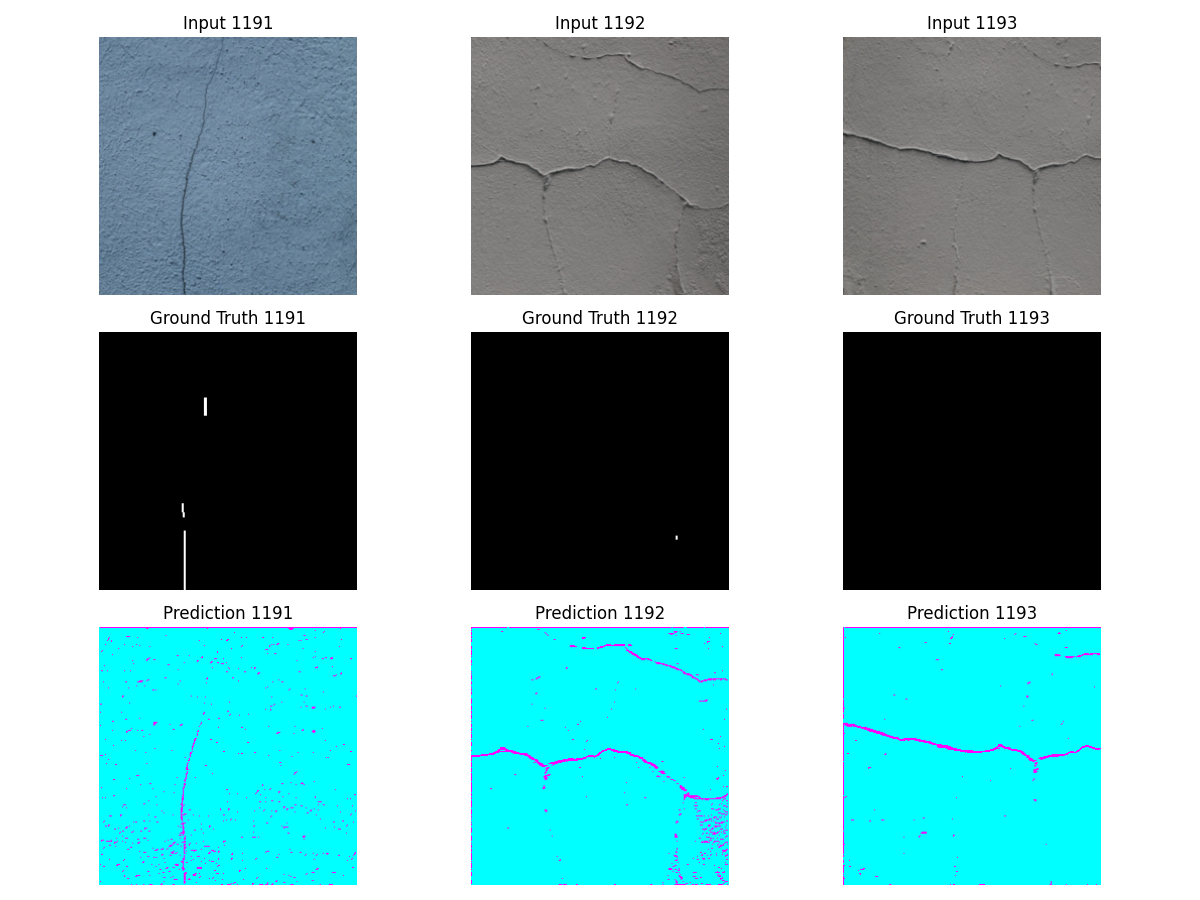 Input 1191
Input 1192
Input 1193
Ground Truth 1191
Ground Truth 1192
Ground Truth 1193
Prediction 1191
Prediction 1192
Prediction 1193